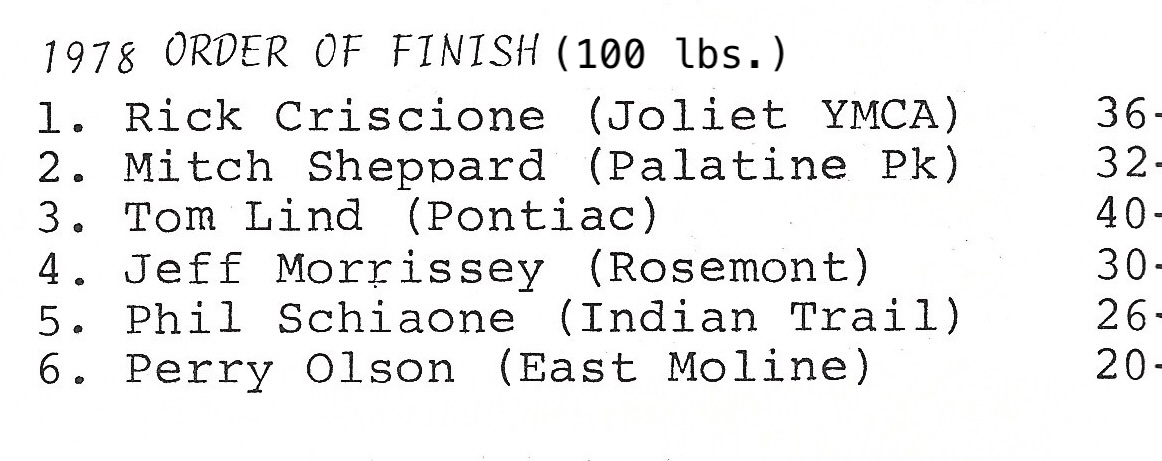 1978 ORDER OF FINISH (100 lbs.)
1. Rick Criscione (Joliet YMCA) 36-
2. Mitch Sheppard (Palatine Pk) 32-
3. Tom Lind (Pontiac) 40-
4. Jeff Morrissey (Rosemont) 30-
5. Phil Schiaone (Indian Trail) 26-
6. Perry Olson (East Moline) 20-